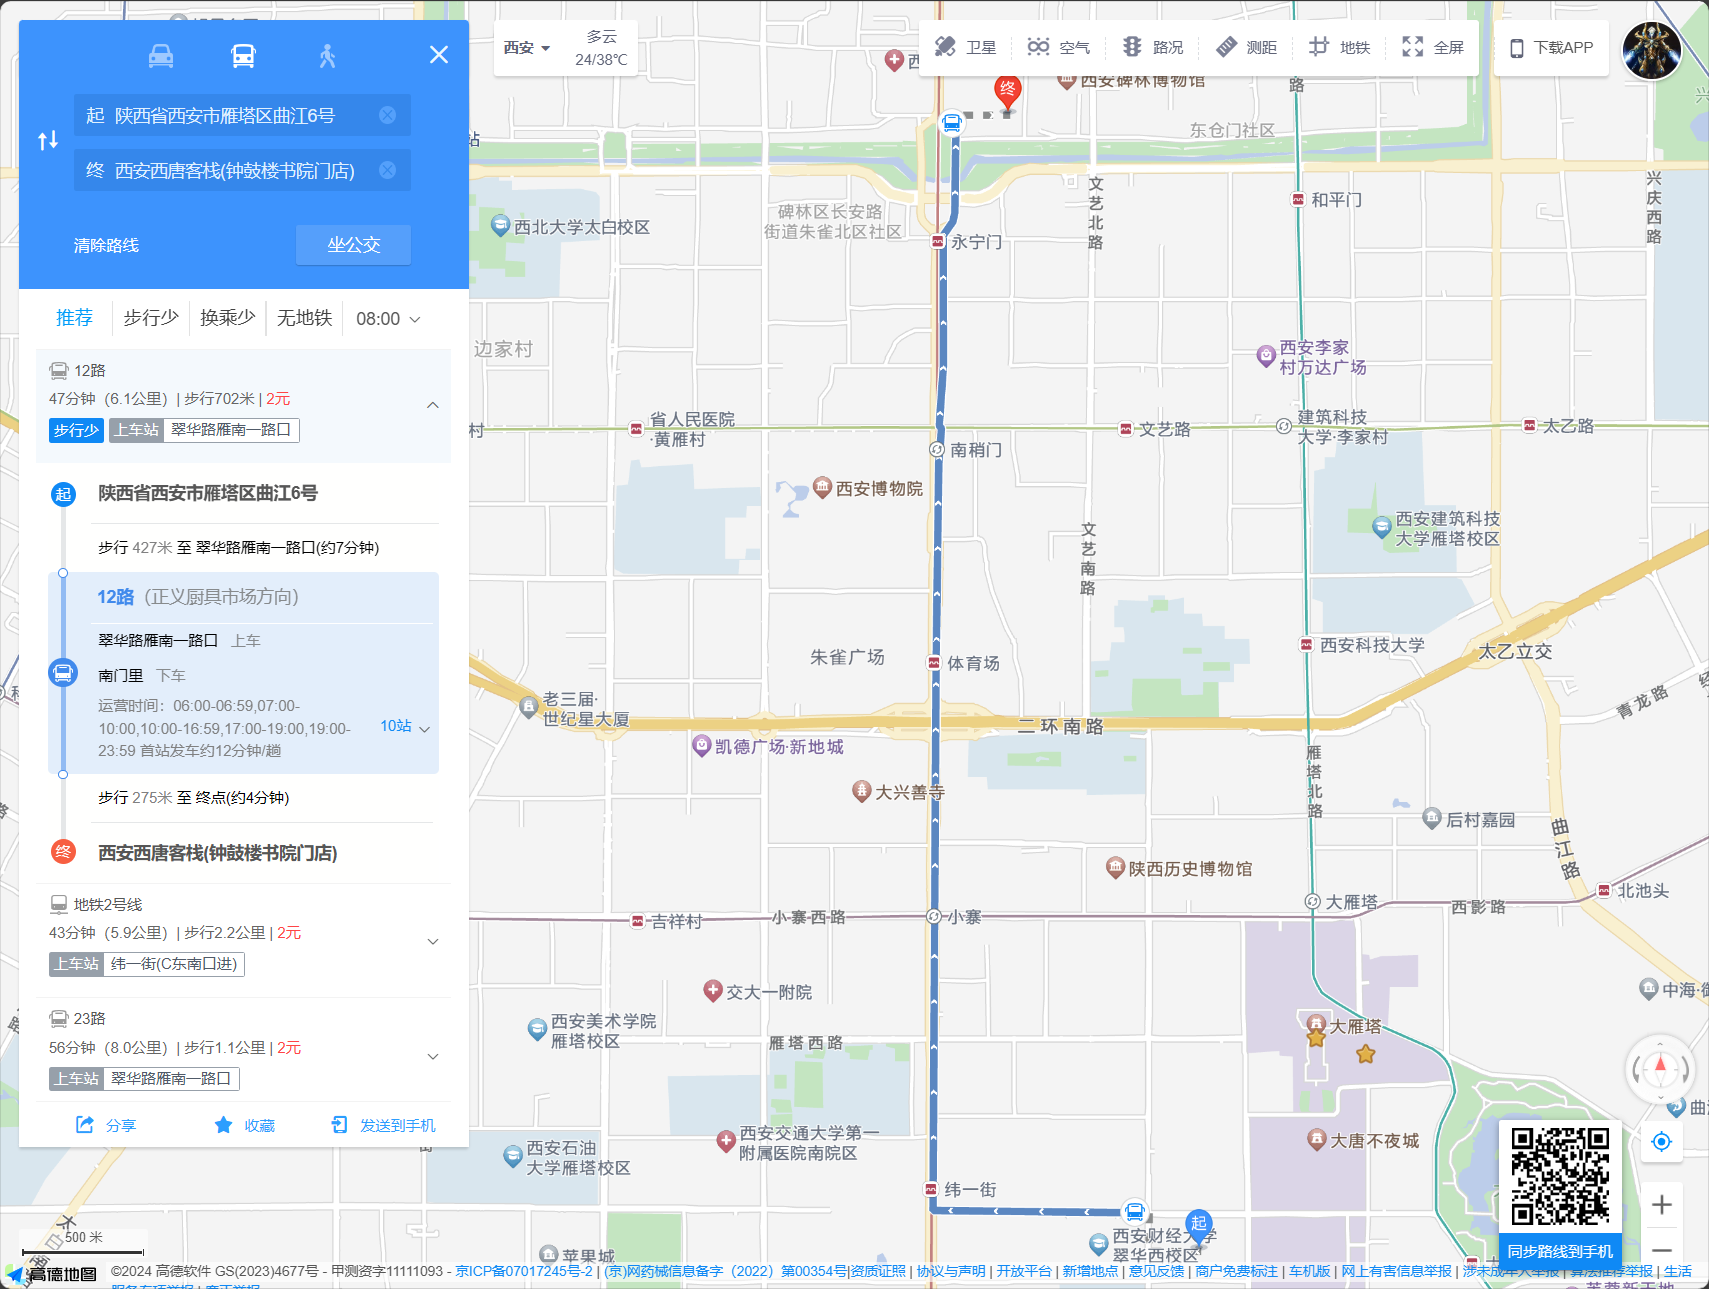 起 陕西省西安市雁塔区曲江6号
终 西安西唐客栈(钟鼓楼书院门店)
清除路线
坐公交
推荐
步行少
换乘少
无地铁
08:00
12路
47分钟（6.1公里）| 步行702米 | 2元
步行少 上车站 翠华路雁南一路口
起 陕西省西安市雁塔区曲江6号
步行 427米 至 翠华路雁南一路口(约7分钟)
12路 (正义厨具市场方向)
翠华路雁南一路口 上车
南门里 下车
运营时间：06:00-06:59,07:00-
10:00,10:00-16:59,17:00-19:00,19:00-
23:59 首站发车约12分钟/趟
10站
步行 275米 至 终点(约4分钟)
终 西安西唐客栈(钟鼓楼书院门店)
地铁2号线
43分钟（5.9公里）| 步行2.2公里 | 2元
上车站 纬一街(C东南口进)
23路
56分钟（8.0公里）| 步行1.1公里 | 2元
上车站 翠华路雁南一路口
分享
收藏
发送到手机
西安
多云
24/38℃
卫星
空气
路况
测距
地铁
全屏
下载APP
终
西安碑林博物馆
东仓门社区
站
西北大学太白校区
碑林区长安路
街道朱雀北区社区
永宁门
文艺北路
和平门
兴庆西路
边家村
西安李家
村万达广场
省人民医院
·黄雁村
村
南稍门
文艺路
建筑科技
大学·李家村
太乙路
西安博物院
文艺南路
西安建筑科技
大学雁塔校区
朱雀广场
体育场
西安科技大学
太乙立交
青龙路
老三届·
世纪星大厦
二环南路
凯德广场·新地城
雁塔北路
大兴善寺
后村嘉园
曲江路
陕西历史博物馆
北池头
吉祥村
小寨西路
小寨
大雁塔
西影路
交大一附院
西安美术学院
雁塔校区
雁塔西路
大雁塔
中海·御
西安交通大学第一
附属医院南院区
西安石油
大学雁塔校区
大唐不夜城
纬一街
起
西安财经大学
翠华西校区
苹果城
同步路线到手机
500 米
高德地图
©2024 高德软件 GS(2023)4677号 - 甲测资字11111093 - 京ICP备07017245号-2 | (京)网药械信息备字（2022）第00354号|资质证照 | 协议与声明 | 开放平台 | 新增地点 | 意见反馈 | 商户免费标注 | 车机版 | 网上有害信息举报 | 涉未成年人举报 | 算法推荐举报 | 生活